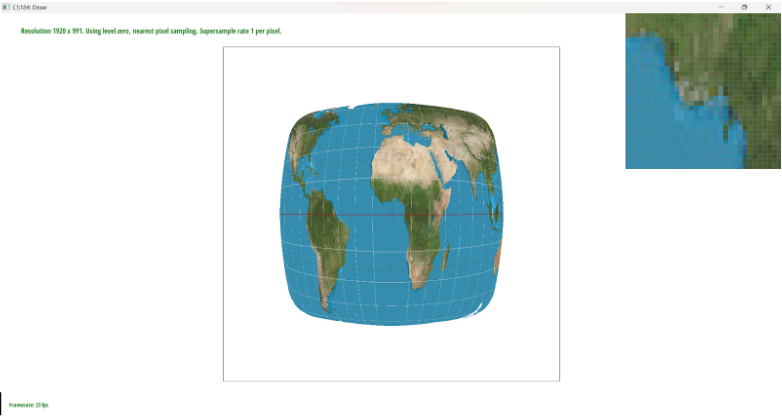 CS184: Draw
Resolution 1920 x 991. Using level zero, nearest pixel sampling. Supersample rate 1 per pixel.
Framerate: 23 fps